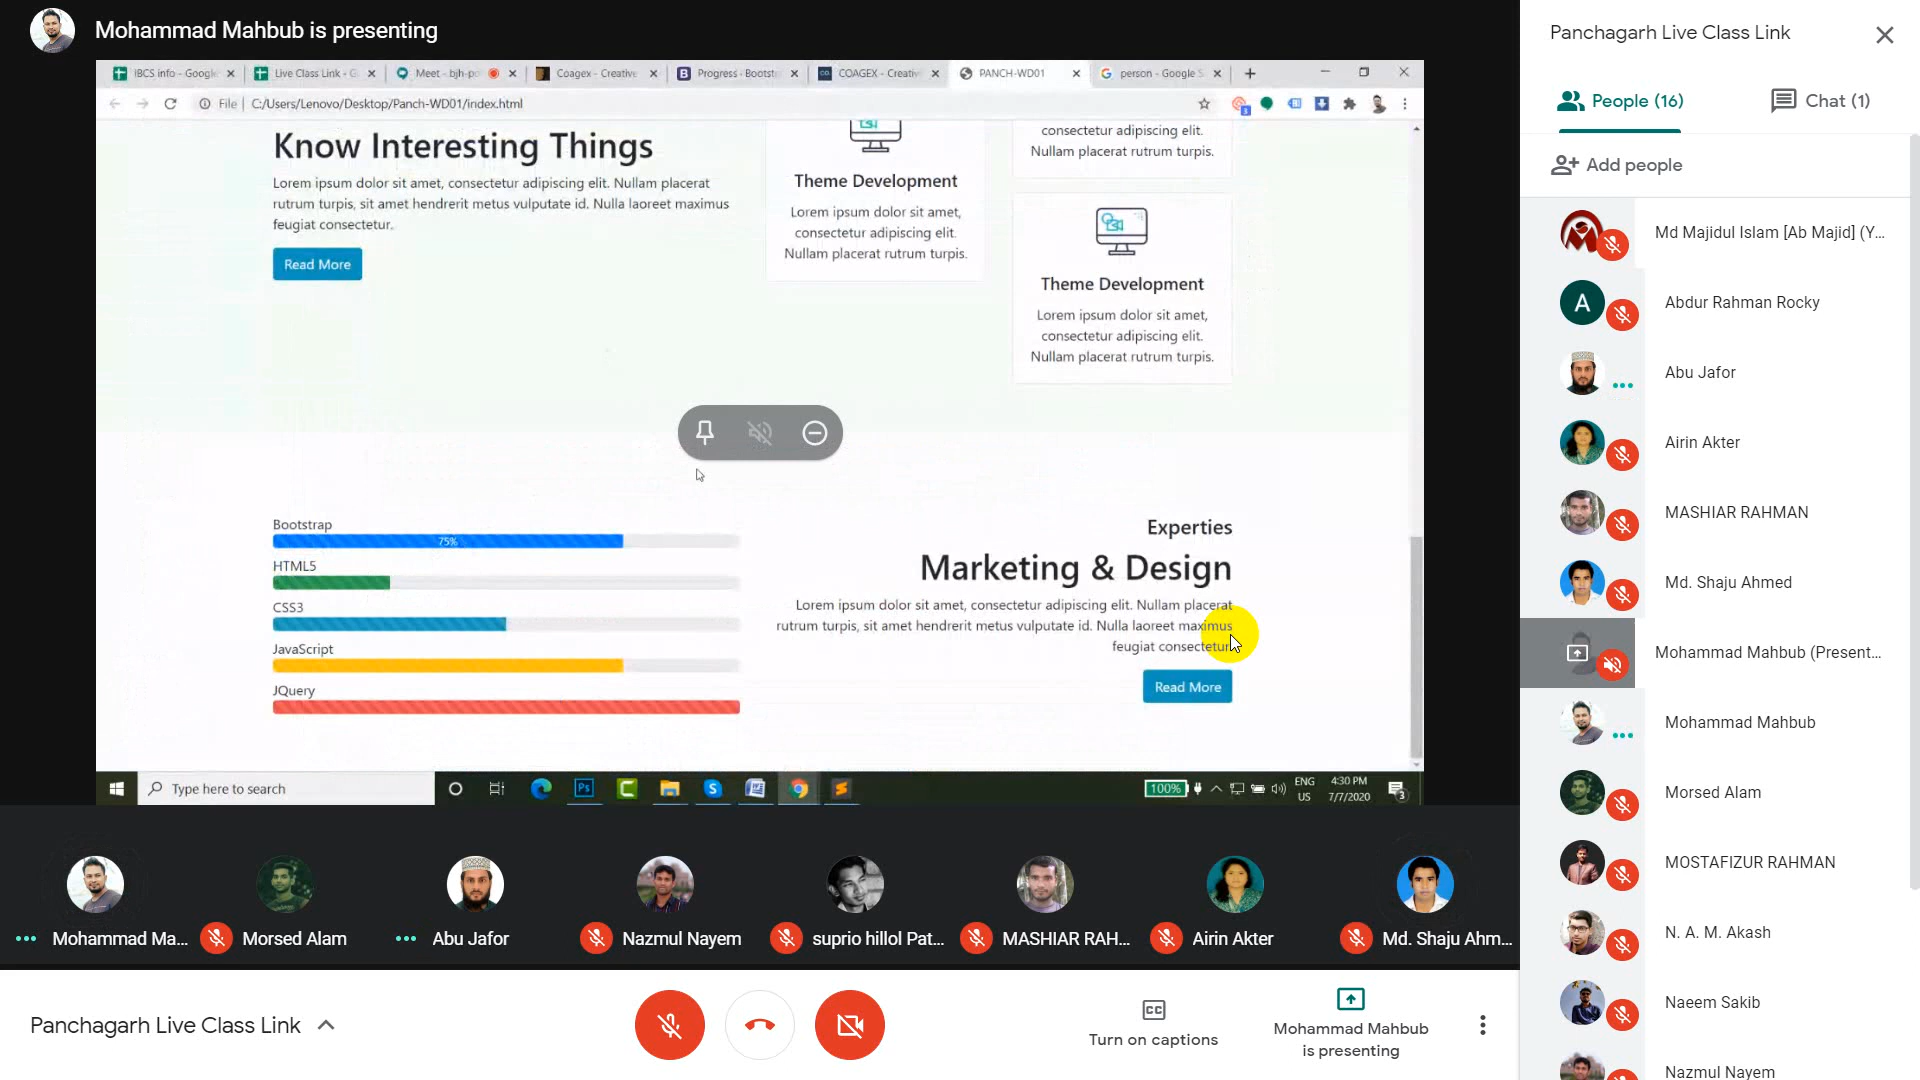 Mohammad Mahbub is presenting
IBCS info - Google
Live Class Link - G
Meet - bjh-po
Coagex - Creative
Progress - Bootst
COAGEX - Creativ
PANCH-WD01
person - Google S
File
C:/Users/Lenovo/Desktop/Panch-WD01/index.html
Know Interesting Things
Lorem ipsum dolor sit amet, consectetur adipiscing elit. Nullam placerat
rutrum turpis, sit amet hendrerit metus vulputate id. Nulla laoreet maximus
feugiat consectetur.
Read More
Theme Development
Lorem ipsum dolor sit amet,
consectetur adipiscing elit.
Nullam placerat rutrum turpis.
consectetur adipiscing elit.
Nullam placerat rutrum turpis.
Theme Development
Lorem ipsum dolor sit amet,
consectetur adipiscing elit.
Nullam placerat rutrum turpis.
Bootstrap
75%
HTML5
CSS3
JavaScript
JQuery
Experties
Marketing & Design
Lorem ipsum dolor sit amet, consectetur adipiscing elit. Nullam placerat
rutrum turpis, sit amet hendrerit metus vulputate id. Nulla laoreet maximus
feugiat consectetur.
Read More
Type here to search
Ps
100%
ENG
US
4:30 PM
7/7/2020
3
Mohammad Ma...
Morsed Alam
Abu Jafor
Nazmul Nayem
suprio hillol Pat...
MASHIAR RAH...
Airin Akter
Md. Shaju Ahm...
Panchagarh Live Class Link
CC
Turn on captions
Mohammad Mahbub
is presenting
Panchagarh Live Class Link
People (16)
Chat (1)
Add people
Md Majidul Islam [Ab Majid] (Y...
A
Abdur Rahman Rocky
Abu Jafor
Airin Akter
MASHIAR RAHMAN
Md. Shaju Ahmed
Mohammad Mahbub (Present...
Mohammad Mahbub
Morsed Alam
MOSTAFIZUR RAHMAN
N. A. M. Akash
Naeem Sakib
Nazmul Nayem